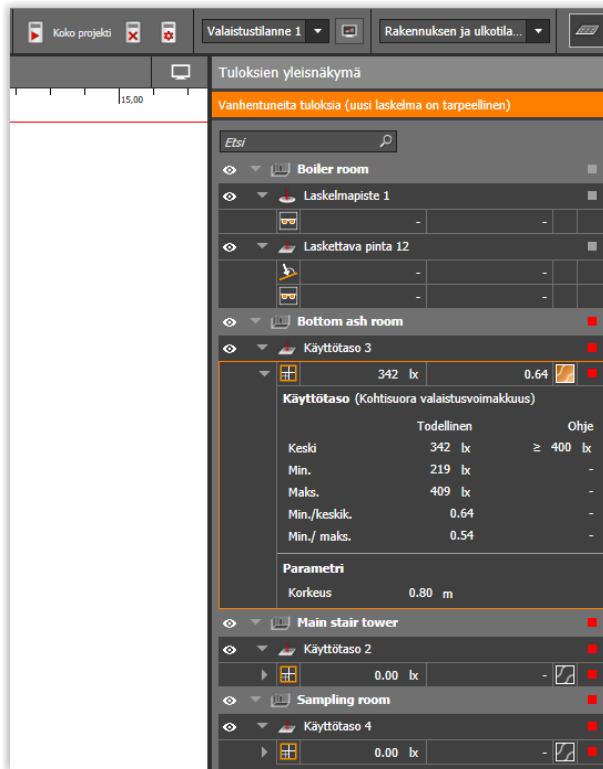 Koko projekti Valaistustilanne 1 Rakennuksen ja ulkotila...
15,00
Tuloksien yleisnäkymä
Vanhentuneita tuloksia (uusi laskelma on tarpeellinen)
Etsi
Boiler room
Laskelmapiste 1
- -
Laskettava pinta 12
- -
- -
Bottom ash room
Käyttötaso 3
342 lx 0.64
Käyttötaso (Kohtisuora valaistusvoimakkuus)
Todellinen Ohje
Keski 342 lx ≥ 400 lx
Min. 219 lx -
Maks. 409 lx -
Min./keskik. 0.64 -
Min./ maks. 0.54 -
Parametri
Korkeus 0.80 m
Main stair tower
Käyttötaso 2
0.00 lx -
Sampling room
Käyttötaso 4
0.00 lx -